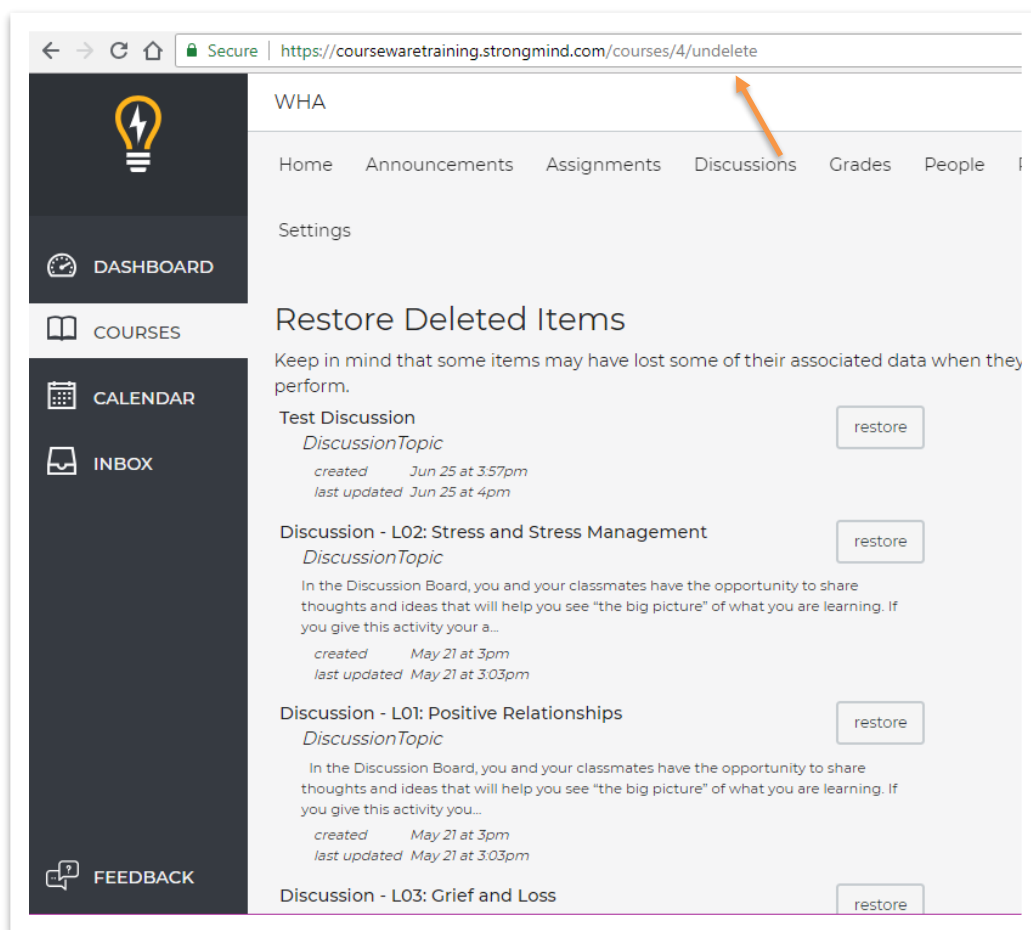 Secure | https://coursewaretraining.strongmind.com/courses/4/undelete
WHA
Home Announcements Assignments Discussions Grades People
Settings
DASHBOARD
COURSES
CALENDAR
INBOX
Restore Deleted Items
Keep in mind that some items may have lost some of their associated data when they
perform.
Test Discussion
restore
DiscussionTopic
created Jun 25 at 3:57pm
last updated Jun 25 at 4pm
Discussion - L02: Stress and Stress Management
restore
DiscussionTopic
In the Discussion Board, you and your classmates have the opportunity to share
thoughts and ideas that will help you see “the big picture” of what you are learning. If
you give this activity your a...
created May 21 at 3pm
last updated May 21 at 3:03pm
Discussion - L01: Positive Relationships
restore
DiscussionTopic
In the Discussion Board, you and your classmates have the opportunity to share
thoughts and ideas that will help you see “the big picture” of what you are learning. If
you give this activity you...
created May 21 at 3pm
last updated May 21 at 3:03pm
Discussion - L03: Grief and Loss
restore
FEEDBACK